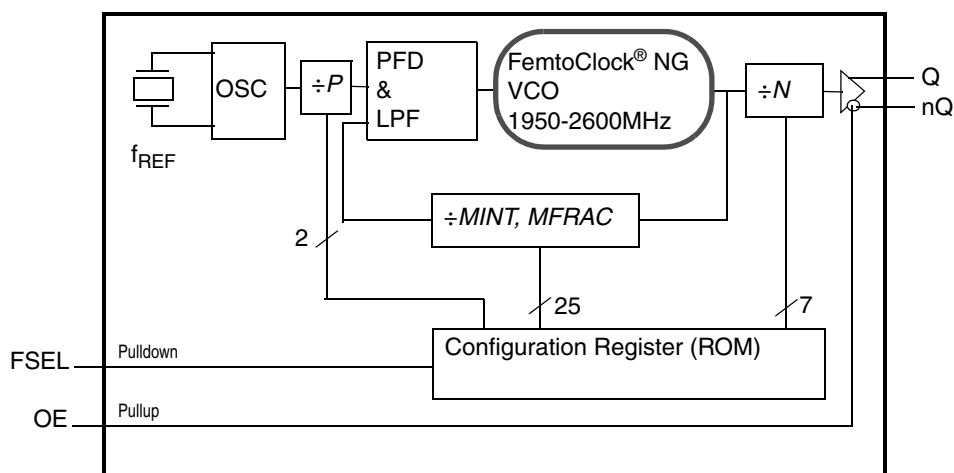 OSC
÷P
PFD
&
LPF
FemtoClock® NG
VCO
1950-2600MHz
÷N
Q
nQ
fREF
÷MINT, MFRAC
2
25
7
Configuration Register (ROM)
FSEL
Pulldown
OE
Pullup